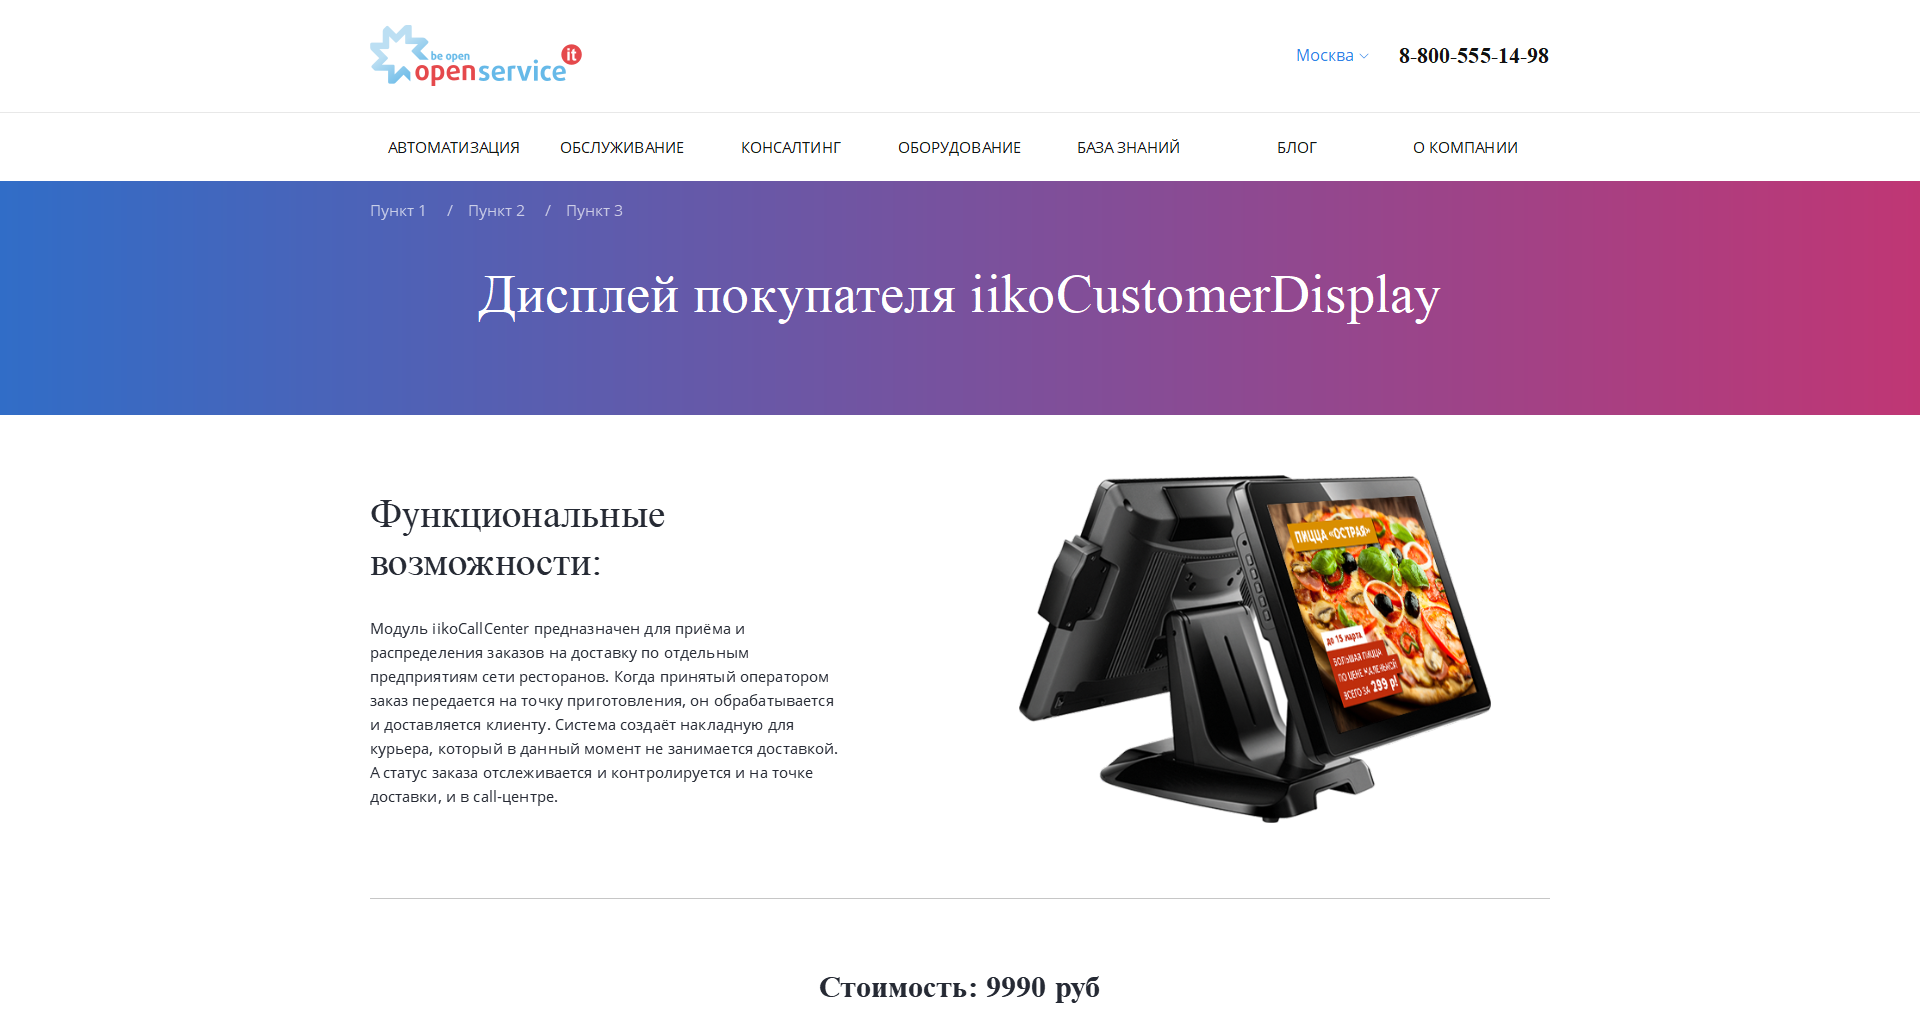 be open
openservice it
Москва
8-800-555-14-98
АВТОМАТИЗАЦИЯ ОБСЛУЖИВАНИЕ КОНСАЛТИНГ ОБОРУДОВАНИЕ БАЗА ЗНАНИЙ БЛОГ О КОМПАНИИ
Пункт 1 / Пункт 2 / Пункт 3
Дисплей покупателя iikoCustomerDisplay
Функциональные
возможности:
Модуль iikoCallCenter предназначен для приёма и
распределения заказов на доставку по отдельным
предприятиям сети ресторанов. Когда принятый оператором
заказ передается на точку приготовления, он обрабатывается
и доставляется клиенту. Система создаёт накладную для
курьера, который в данный момент не занимается доставкой.
А статус заказа отслеживается и контролируется и на точке
доставки, и в call-центре.
ПИЦЦА «ОСТРАЯ»
до 15 марта
БОЛЬШАЯ ПИЦЦА
ПО ЦЕНЕ МАЛЕНЬКОЙ
ВСЕГО ЗА 299 р!
Стоимость: 9990 руб